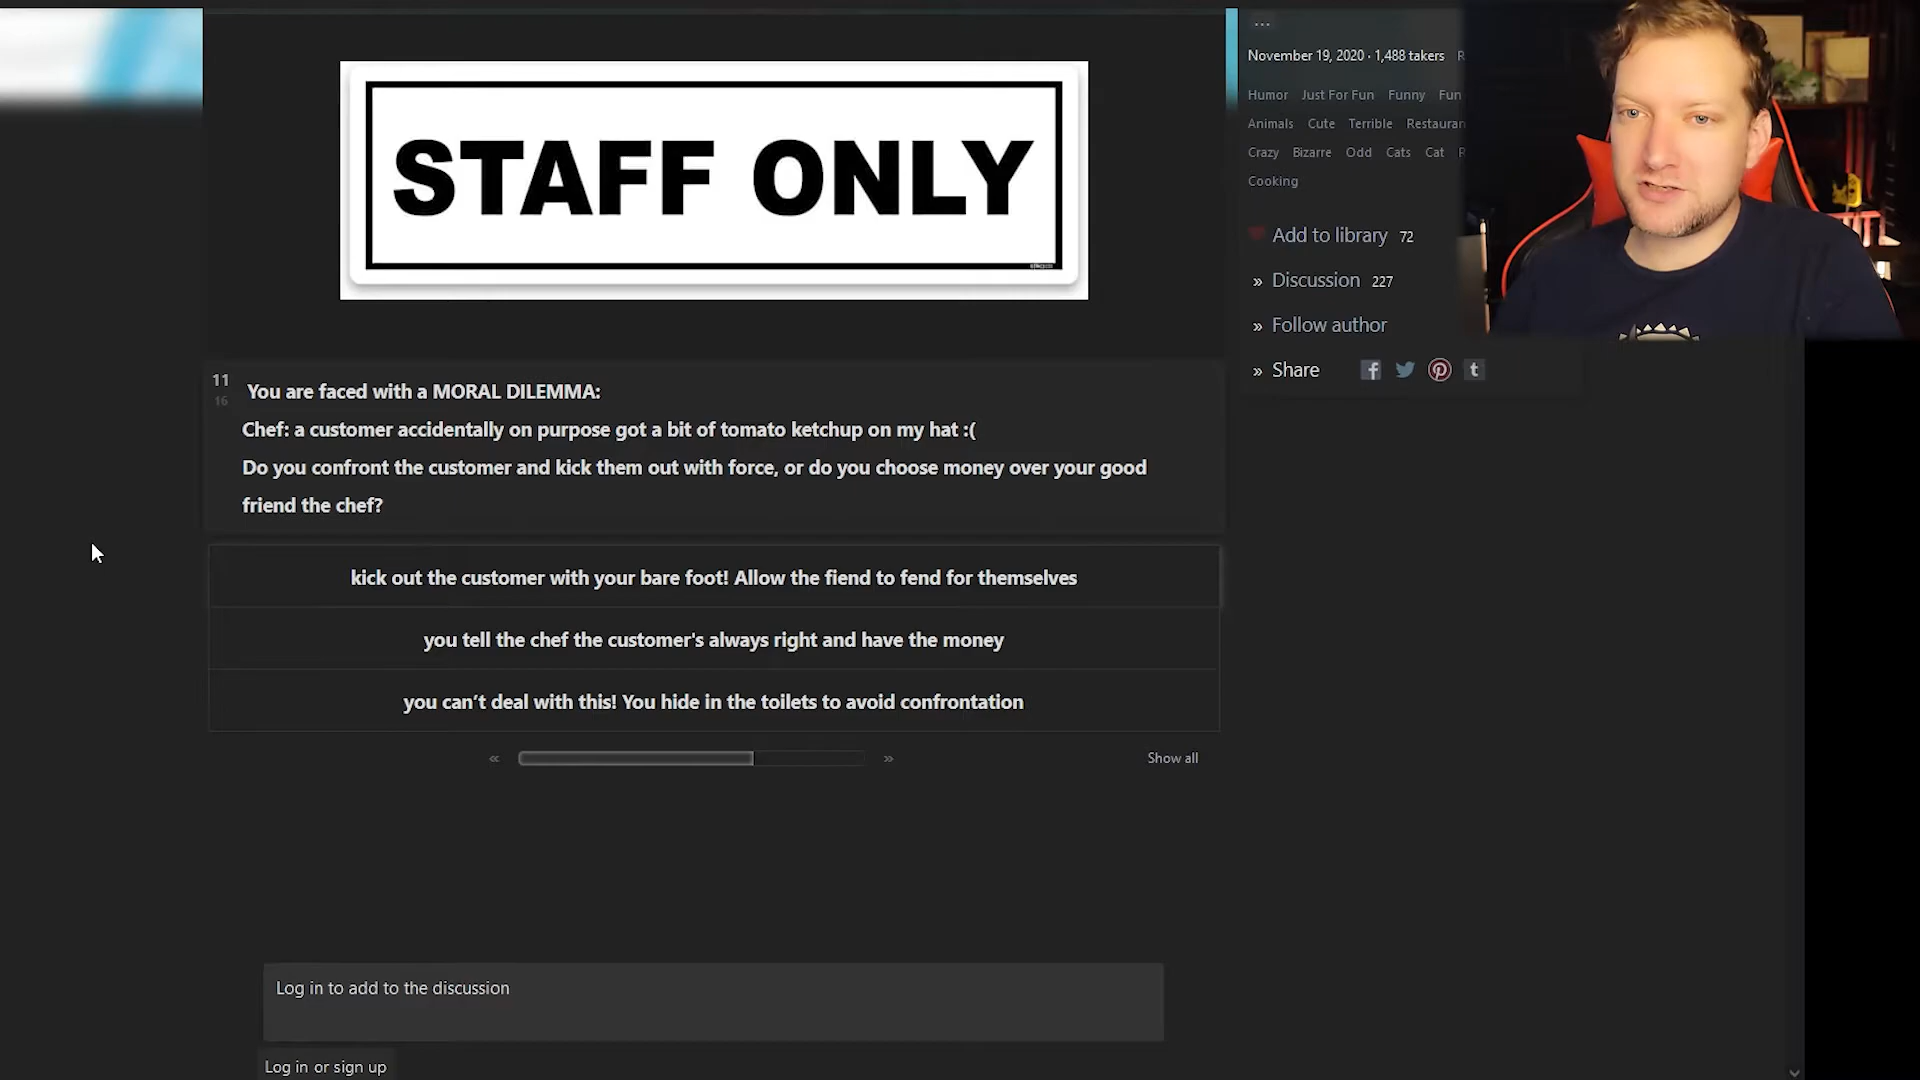 STAFF ONLY
11
16
You are faced with a MORAL DILEMMA:
Chef: a customer accidentally on purpose got a bit of tomato ketchup on my hat :(
Do you confront the customer and kick them out with force, or do you choose money over your good
friend the chef?
kick out the customer with your bare foot! Allow the fiend to fend for themselves
you tell the chef the customer's always right and have the money
you can’t deal with this! You hide in the toilets to avoid confrontation
« » Show all
Log in to add to the discussion
Log in or sign up
...
November 19, 2020 · 1,488 takers
Humor Just For Fun Funny Fun
Animals Cute Terrible
Crazy Bizarre Odd Cats Cat
Cooking
Add to library 72
» Discussion 227
» Follow author
» Share